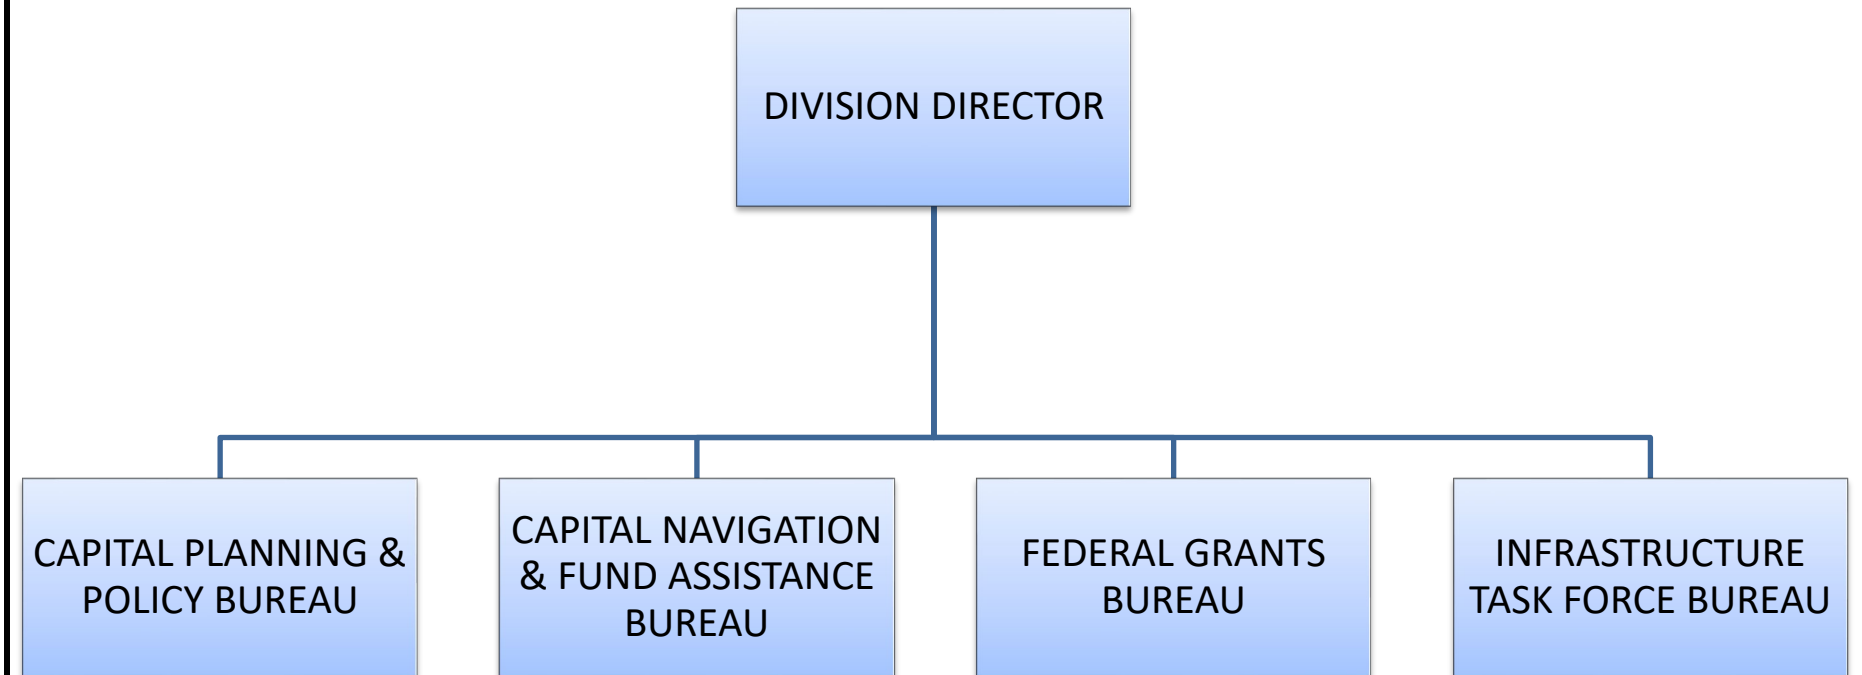 DIVISION DIRECTOR
CAPITAL PLANNING &
POLICY BUREAU
CAPITAL NAVIGATION
& FUND ASSISTANCE
BUREAU
FEDERAL GRANTS
BUREAU
INFRASTRUCTURE
TASK FORCE BUREAU